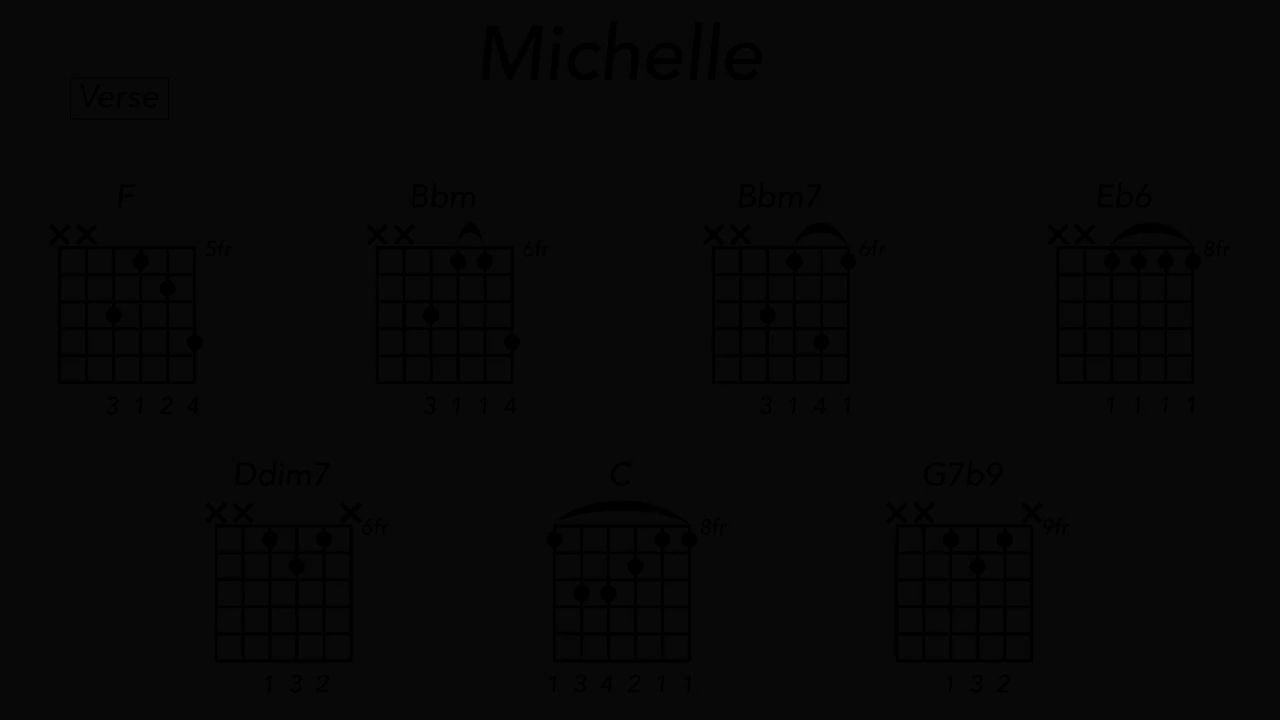 Michelle
Verse
F Bbm Bbm7 Eb6
×× ×× ×× ××
5fr 6fr 6fr 8fr
3 1 2 4 3 1 1 4 3 1 4 1 1 1 1 1
Ddim7 C G7b9
×× × ×× ×
6fr 8fr 9fr
1 3 2 1 3 4 2 1 1 1 3 2